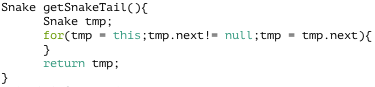 Snake getSnakeTail(){
Snake tmp;
for(tmp = this;tmp.next!= null;tmp = tmp.next){
}
return tmp;
}